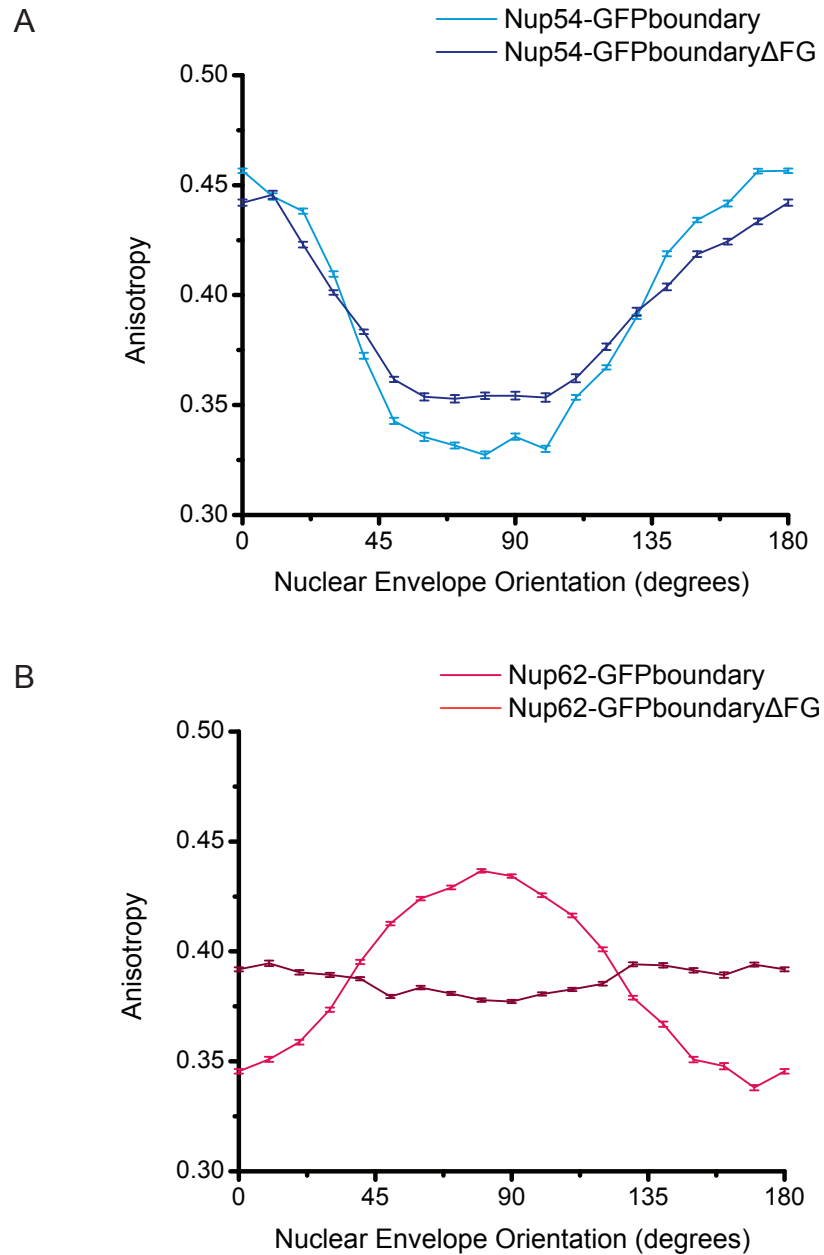 A
Nup54-GFPboundary
Nup54-GFPboundaryΔFG
0.50
0.45
0.40
0.35
0.30
Anisotropy
0 45 90 135 180
Nuclear Envelope Orientation (degrees)
B
Nup62-GFPboundary
Nup62-GFPboundaryΔFG
0.50
0.45
0.40
0.35
0.30
Anisotropy
0 45 90 135 180
Nuclear Envelope Orientation (degrees)